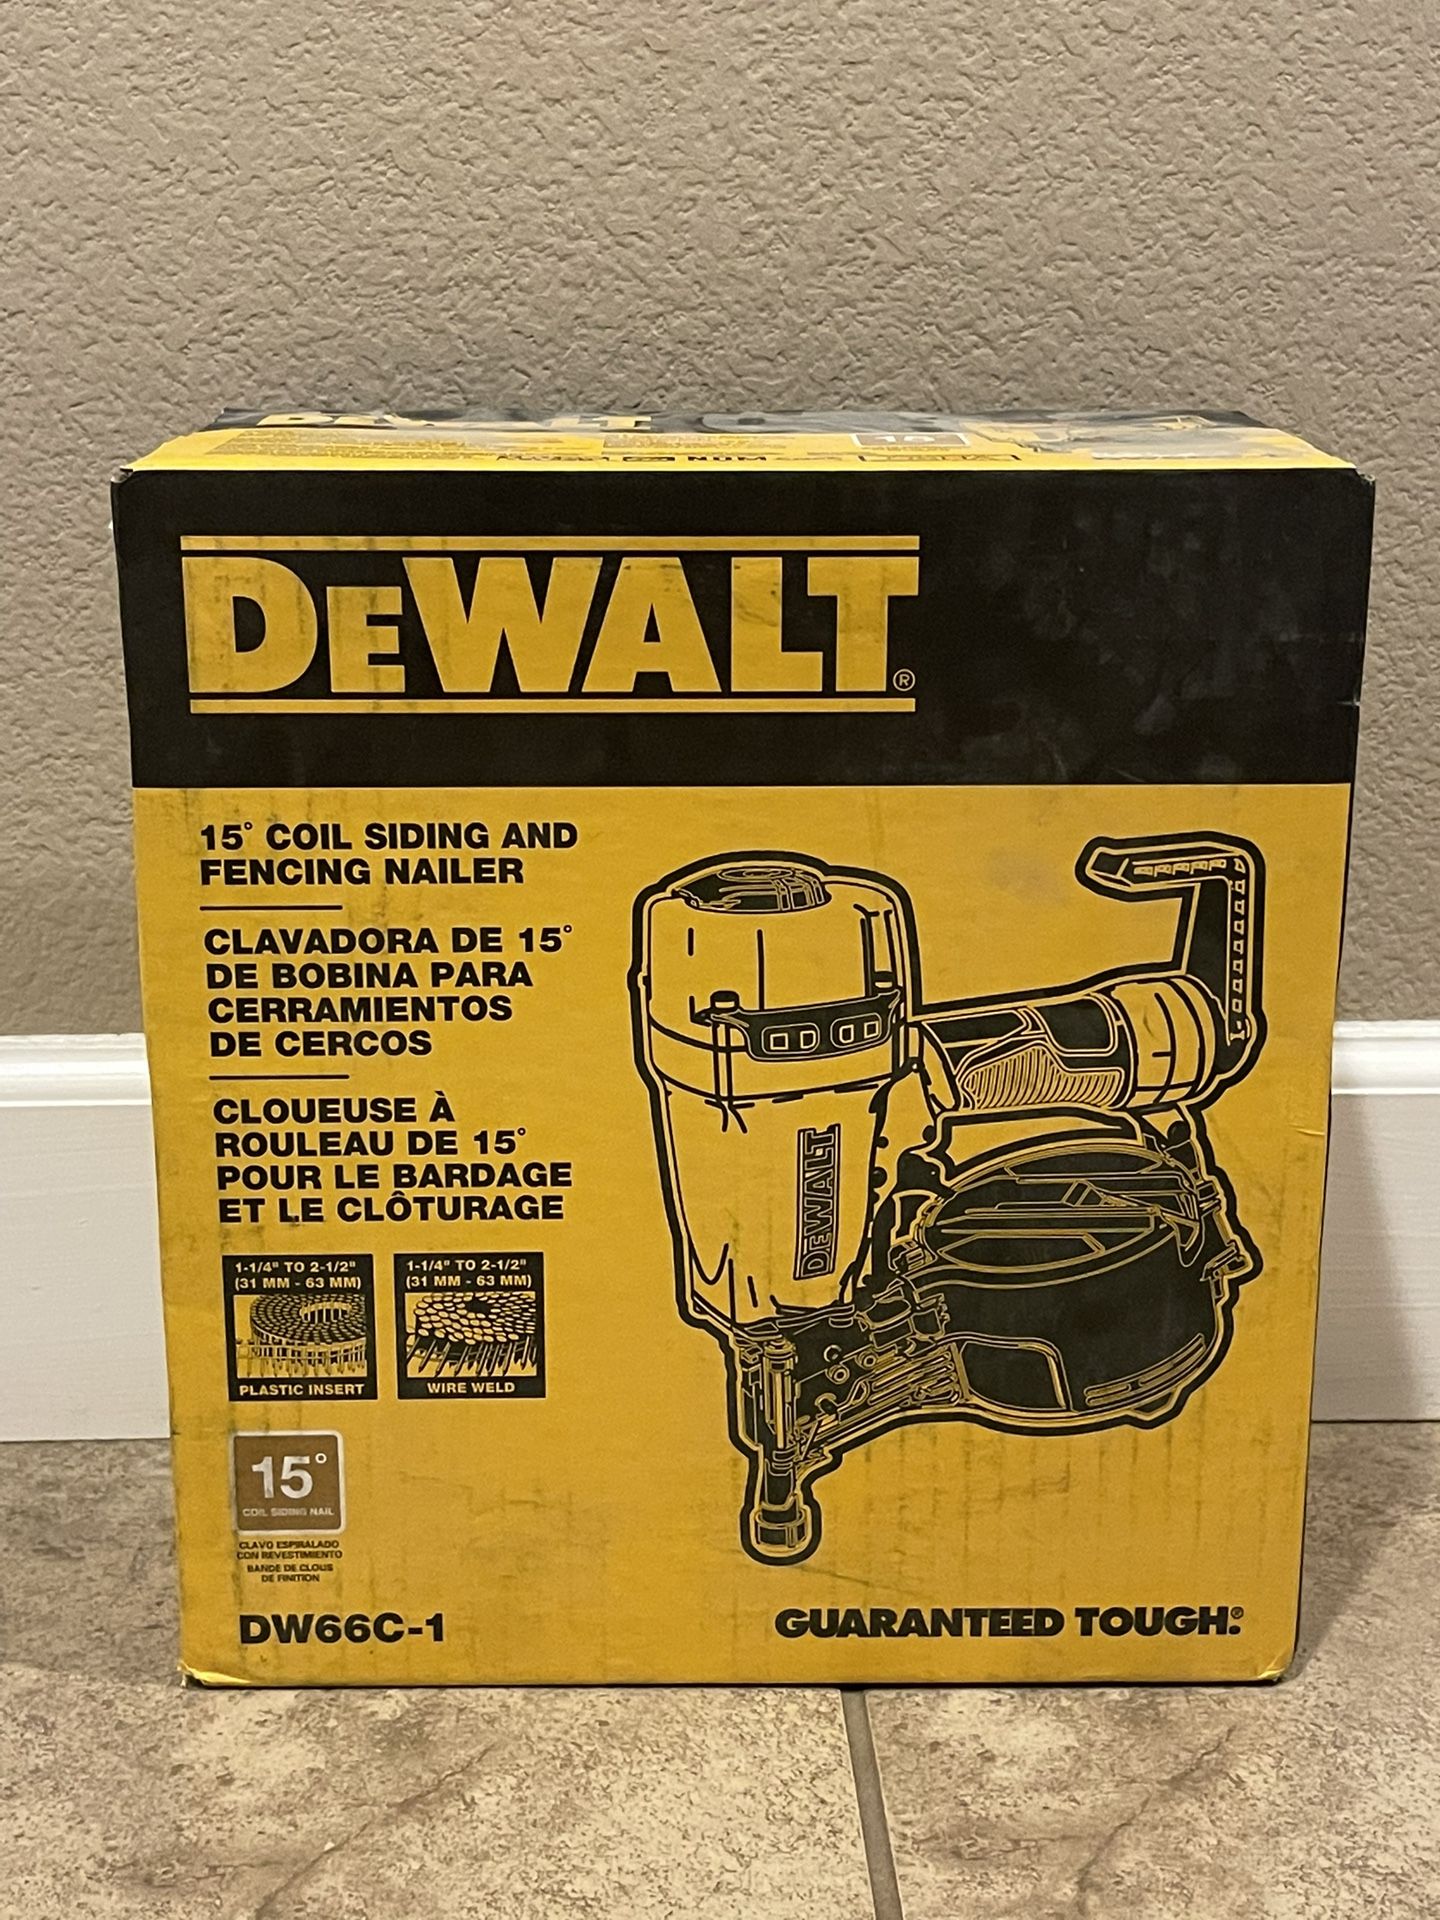 DEWALT
15
DEWALT®
15° COIL SIDING AND
FENCING NAILER
CLAVADORA DE 15°
DE BOBINA PARA
CERRAMIENTOS
DE CERCOS
CLOUEUSE À
ROULEAU DE 15°
POUR LE BARDAGE
ET LE CLÔTURAGE
1-1/4" TO 2-1/2"
(31 MM - 63 MM)
PLASTIC INSERT
1-1/4" TO 2-1/2"
(31 MM - 63 MM)
WIRE WELD
DEWALT
15°
COIL SIDING NAIL
CLAVO ESPIRALADO
CON REVESTIMIENTO
BANDE DE CLOUS
DE FINITION
DW66C-1
GUARANTEED TOUGH.®